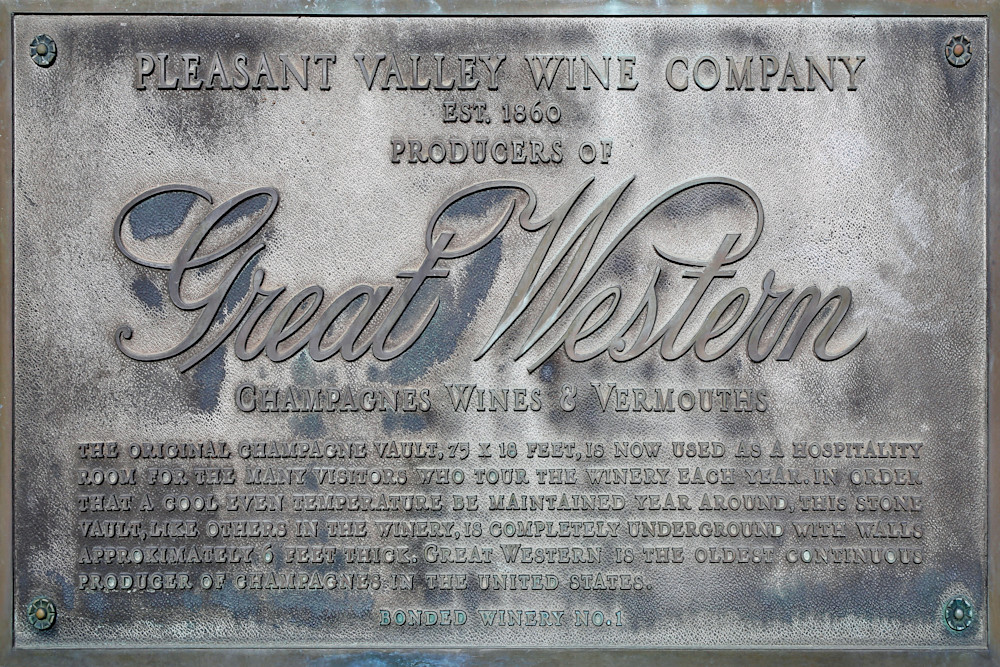 PLEASANT VALLEY WINE COMPANY
EST. 1860
PRODUCERS OF
Great Western
CHAMPAGNES WINES & VERMOUTHS
THE ORIGINAL CHAMPAGNE VAULT, 75 X 18 FEET, IS NOW USED AS A HOSPITALITY
ROOM FOR THE MANY VISITORS WHO TOUR THE WINERY EACH YEAR. IN ORDER
THAT A COOL EVEN TEMPERATURE BE MAINTAINED YEAR AROUND, THIS STONE
VAULT, LIKE OTHERS IN THE WINERY, IS COMPLETELY UNDERGROUND WITH WALLS
APPROXIMATELY 6 FEET THICK. GREAT WESTERN IS THE OLDEST CONTINUOUS
PRODUCER OF CHAMPAGNES IN THE UNITED STATES.
BONDED WINERY NO. 1